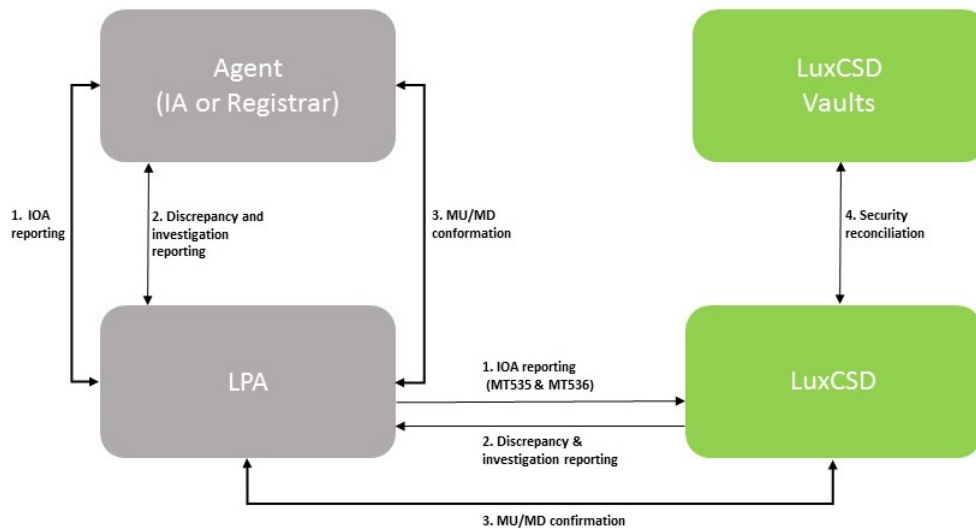 Agent
(IA or Registrar)
LuxCSD
Vaults
1. IOA
reporting
2. Discrepancy and
investigation
reporting
3. MU/MD
conformation
4. Security
reconciliation
LPA
1. IOA reporting
(MT535 & MT536)
2. Discrepancy &
investigation reporting
LuxCSD
3. MU/MD confirmation